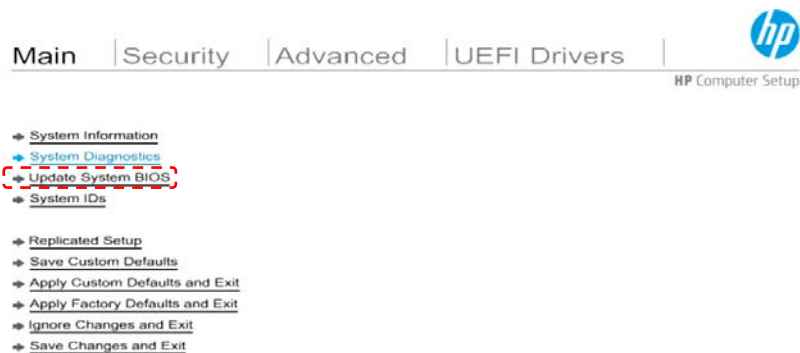 hp
Main Security Advanced UEFI Drivers
HP Computer Setup
System Information
System Diagnostics
Update System BIOS
System IDs
Replicated Setup
Save Custom Defaults
Apply Custom Defaults and Exit
Apply Factory Defaults and Exit
Ignore Changes and Exit
Save Changes and Exit